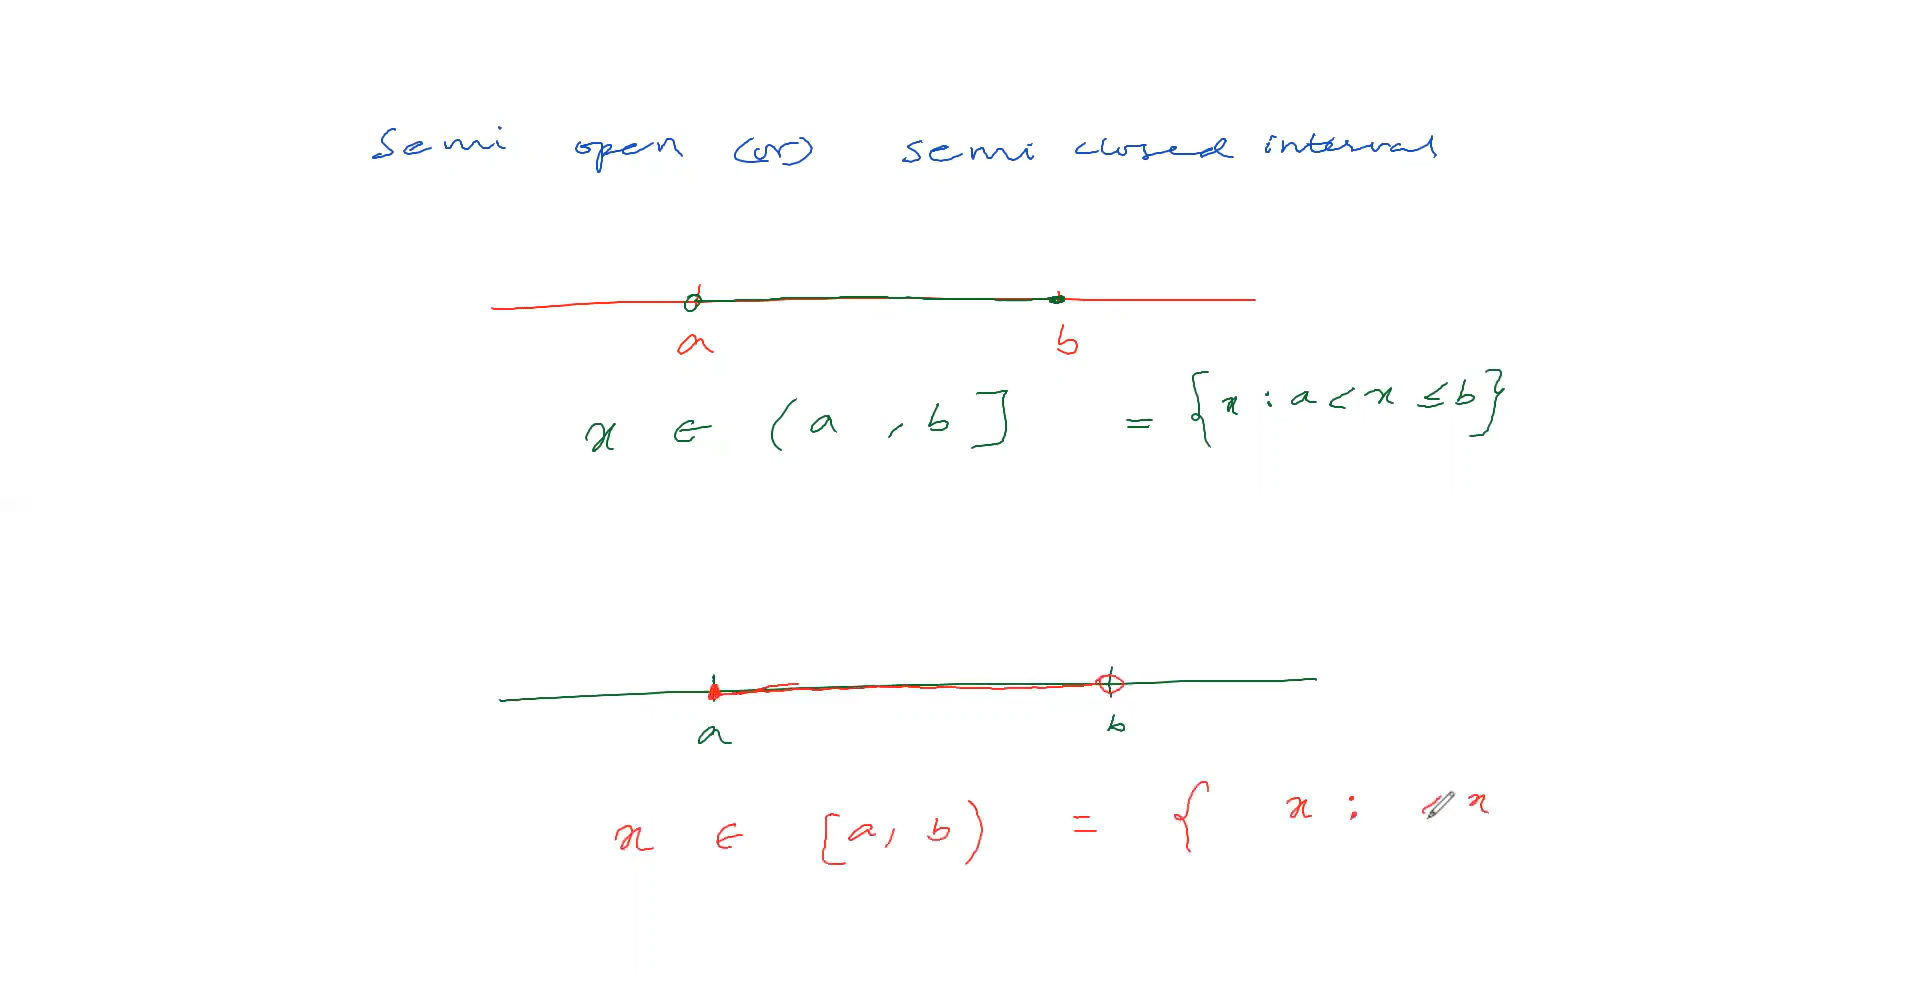 Semi open (or) semi closed interval
a b
x ∈ (a, b] = {x : a < x ≤ b}
a b
x ∈ [a, b) = { x : x